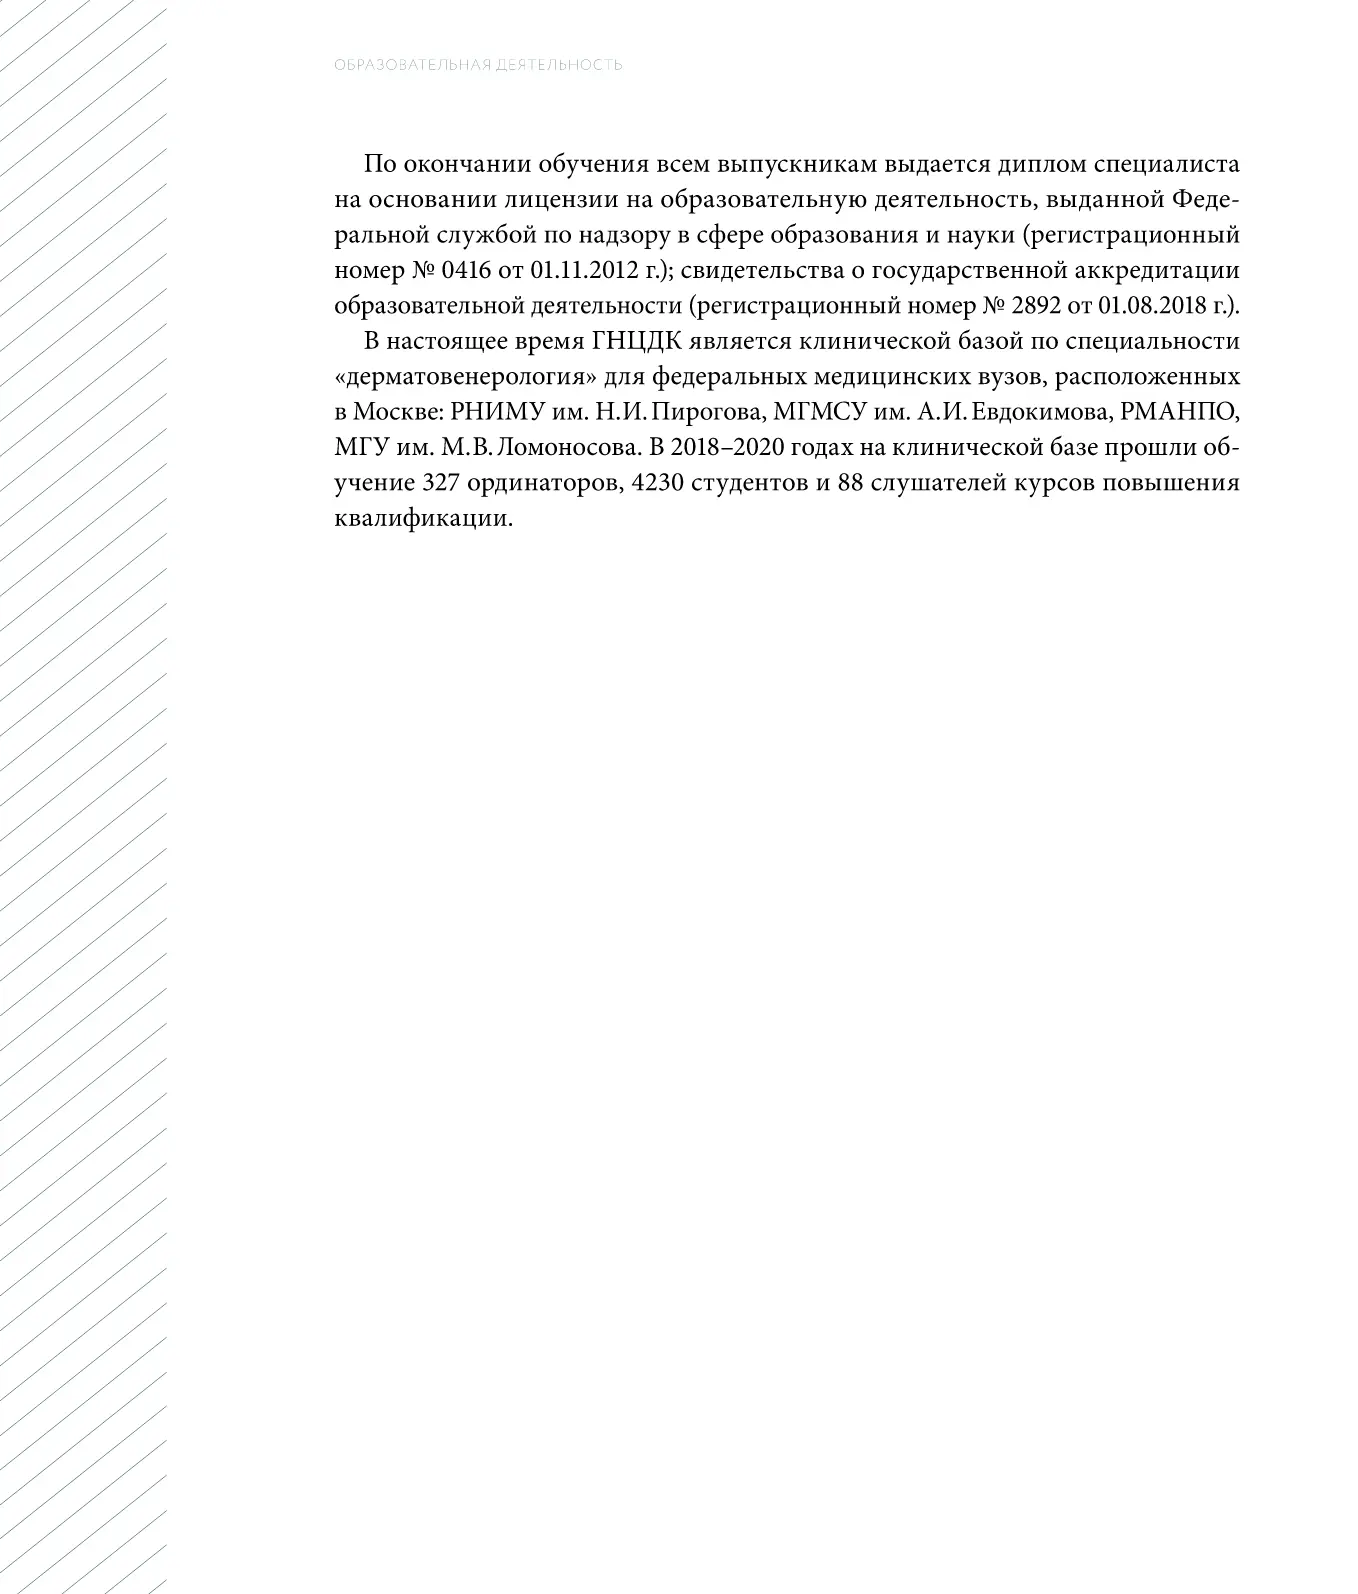 ОБРАЗОВАТЕЛЬНАЯ ДЕЯТЕЛЬНОСТЬ
По окончании обучения всем выпускникам выдается диплом специалиста
на основании лицензии на образовательную деятельность, выданной Феде-
ральной службой по надзору в сфере образования и науки (регистрационный
номер № 0416 от 01.11.2012 г.); свидетельства о государственной аккредитации
образовательной деятельности (регистрационный номер № 2892 от 01.08.2018 г.).
В настоящее время ГНЦДК является клинической базой по специальности
«дерматовенерология» для федеральных медицинских вузов, расположенных
в Москве: РНИМУ им. Н.И. Пирогова, МГМСУ им. А.И. Евдокимова, РМАНПО,
МГУ им. М.В. Ломоносова. В 2018–2020 годах на клинической базе прошли об-
учение 327 ординаторов, 4230 студентов и 88 слушателей курсов повышения
квалификации.